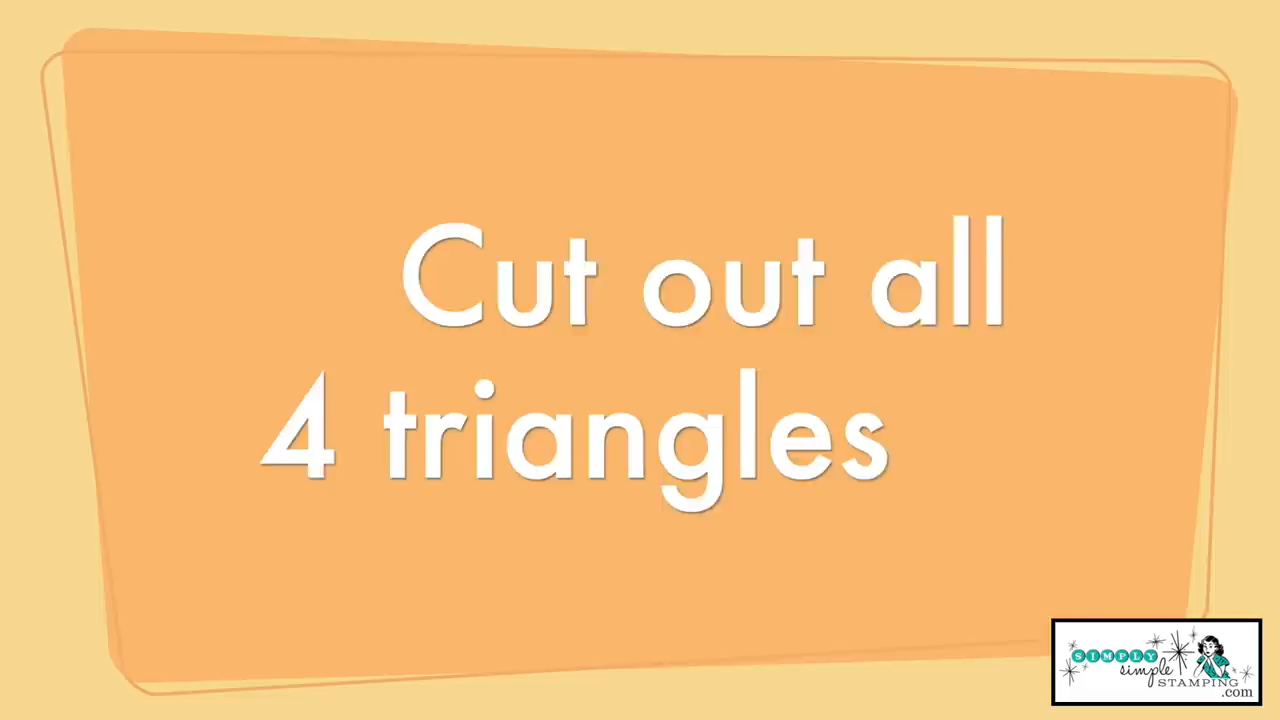 Cut out all
4 triangles
SIMPLY
simple
STAMPING
.com